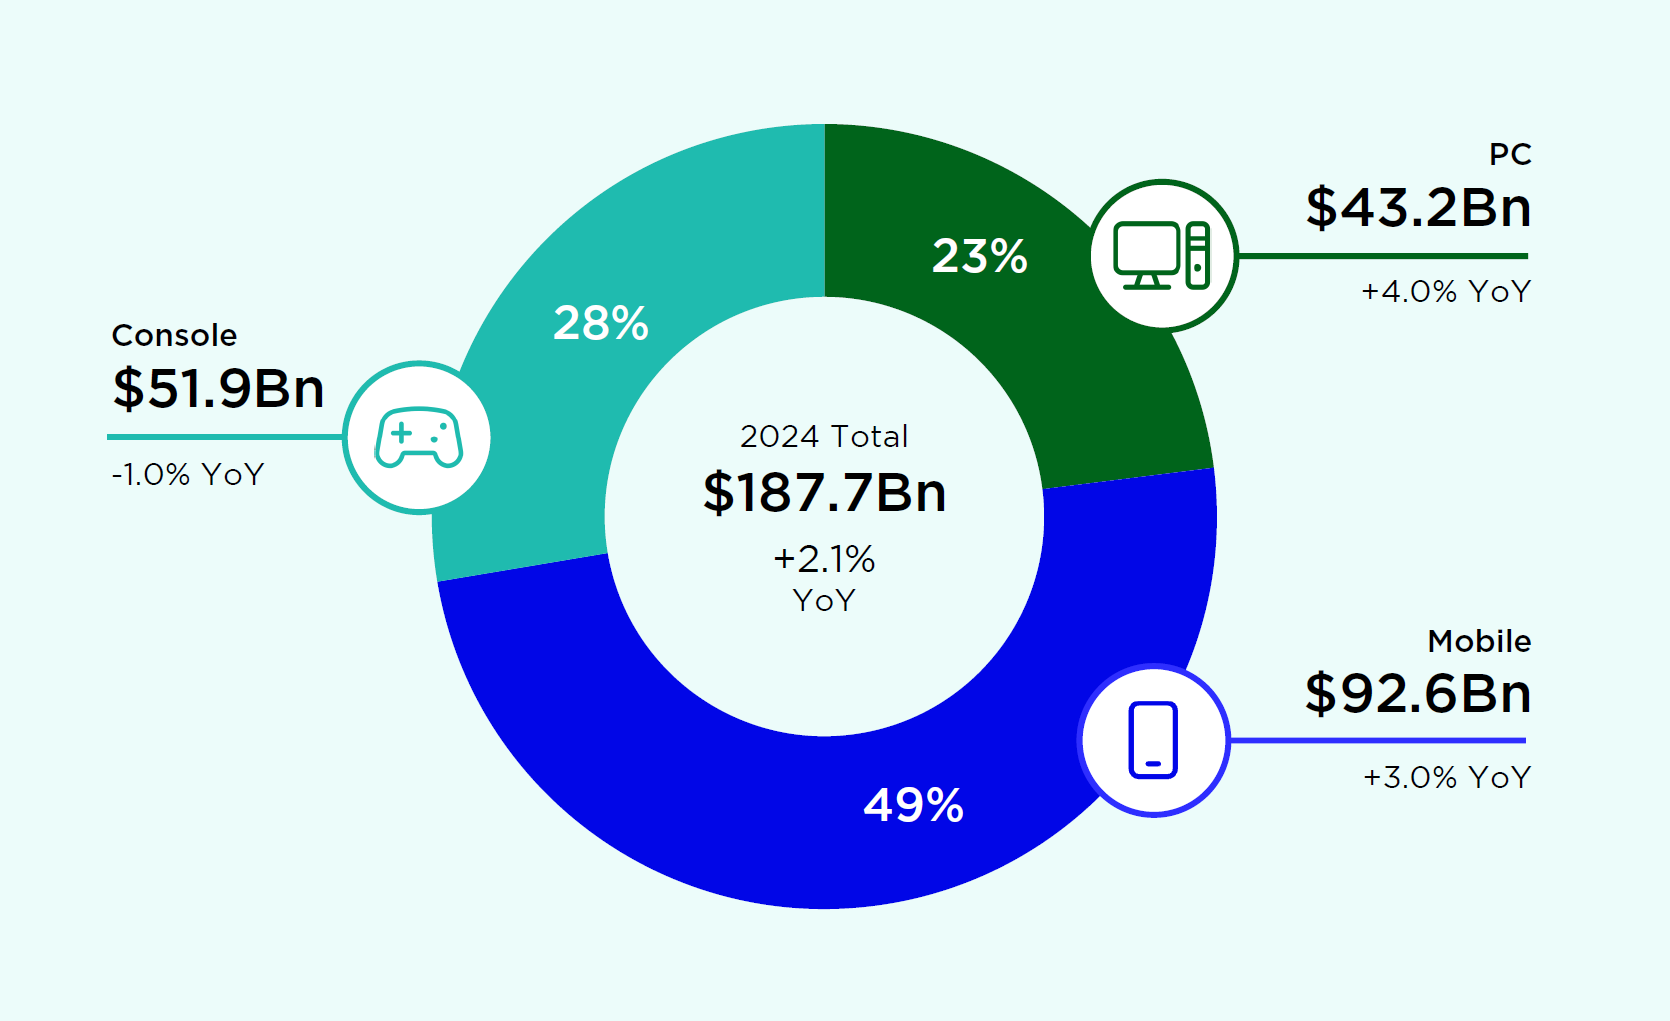 PC
$43.2Bn
+4.0% YoY
23%
28%
Console
$51.9Bn
-1.0% YoY
2024 Total
$187.7Bn
+2.1%
YoY
Mobile
$92.6Bn
+3.0% YoY
49%